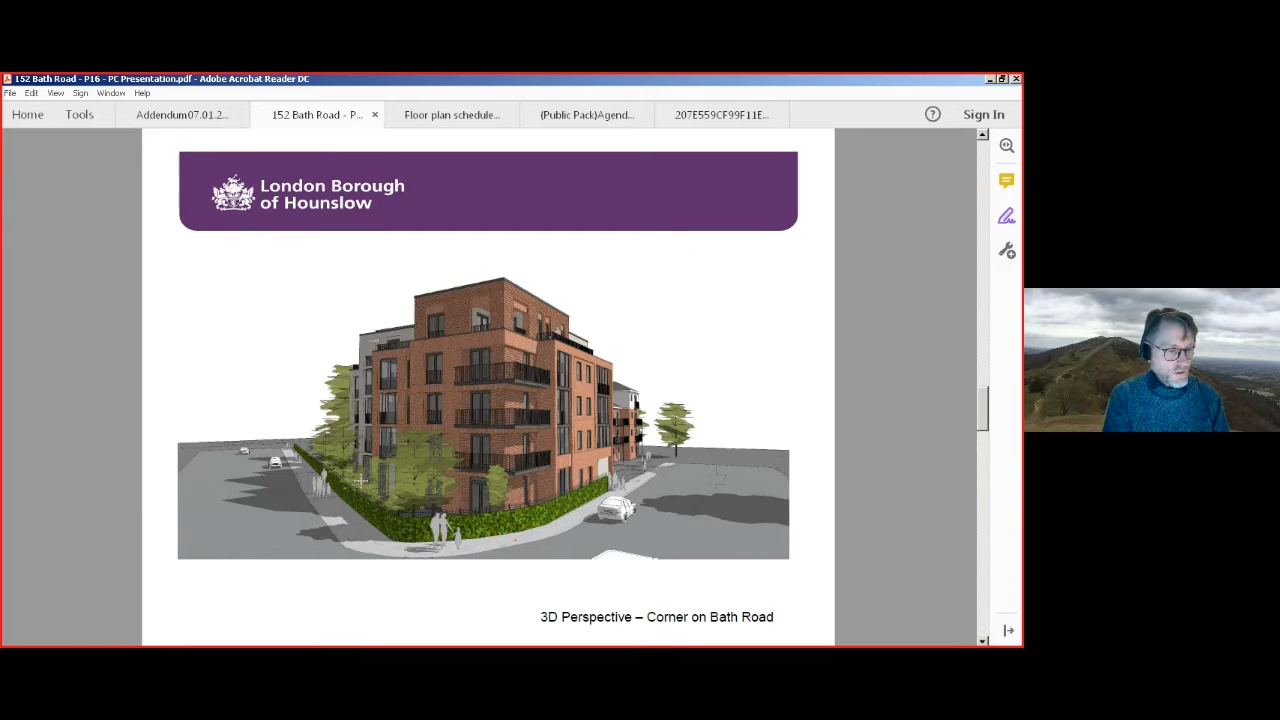 152 Bath Road - P16 - PC Presentation.pdf - Adobe Acrobat Reader DC
File Edit View Sign Window Help
Home Tools Addendum07.01.2... 152 Bath Road - P... × Floor plan schedule... (Public Pack)Agend... 207E559CF99F11E... ? Sign In
London Borough
of Hounslow
3D Perspective – Corner on Bath Road